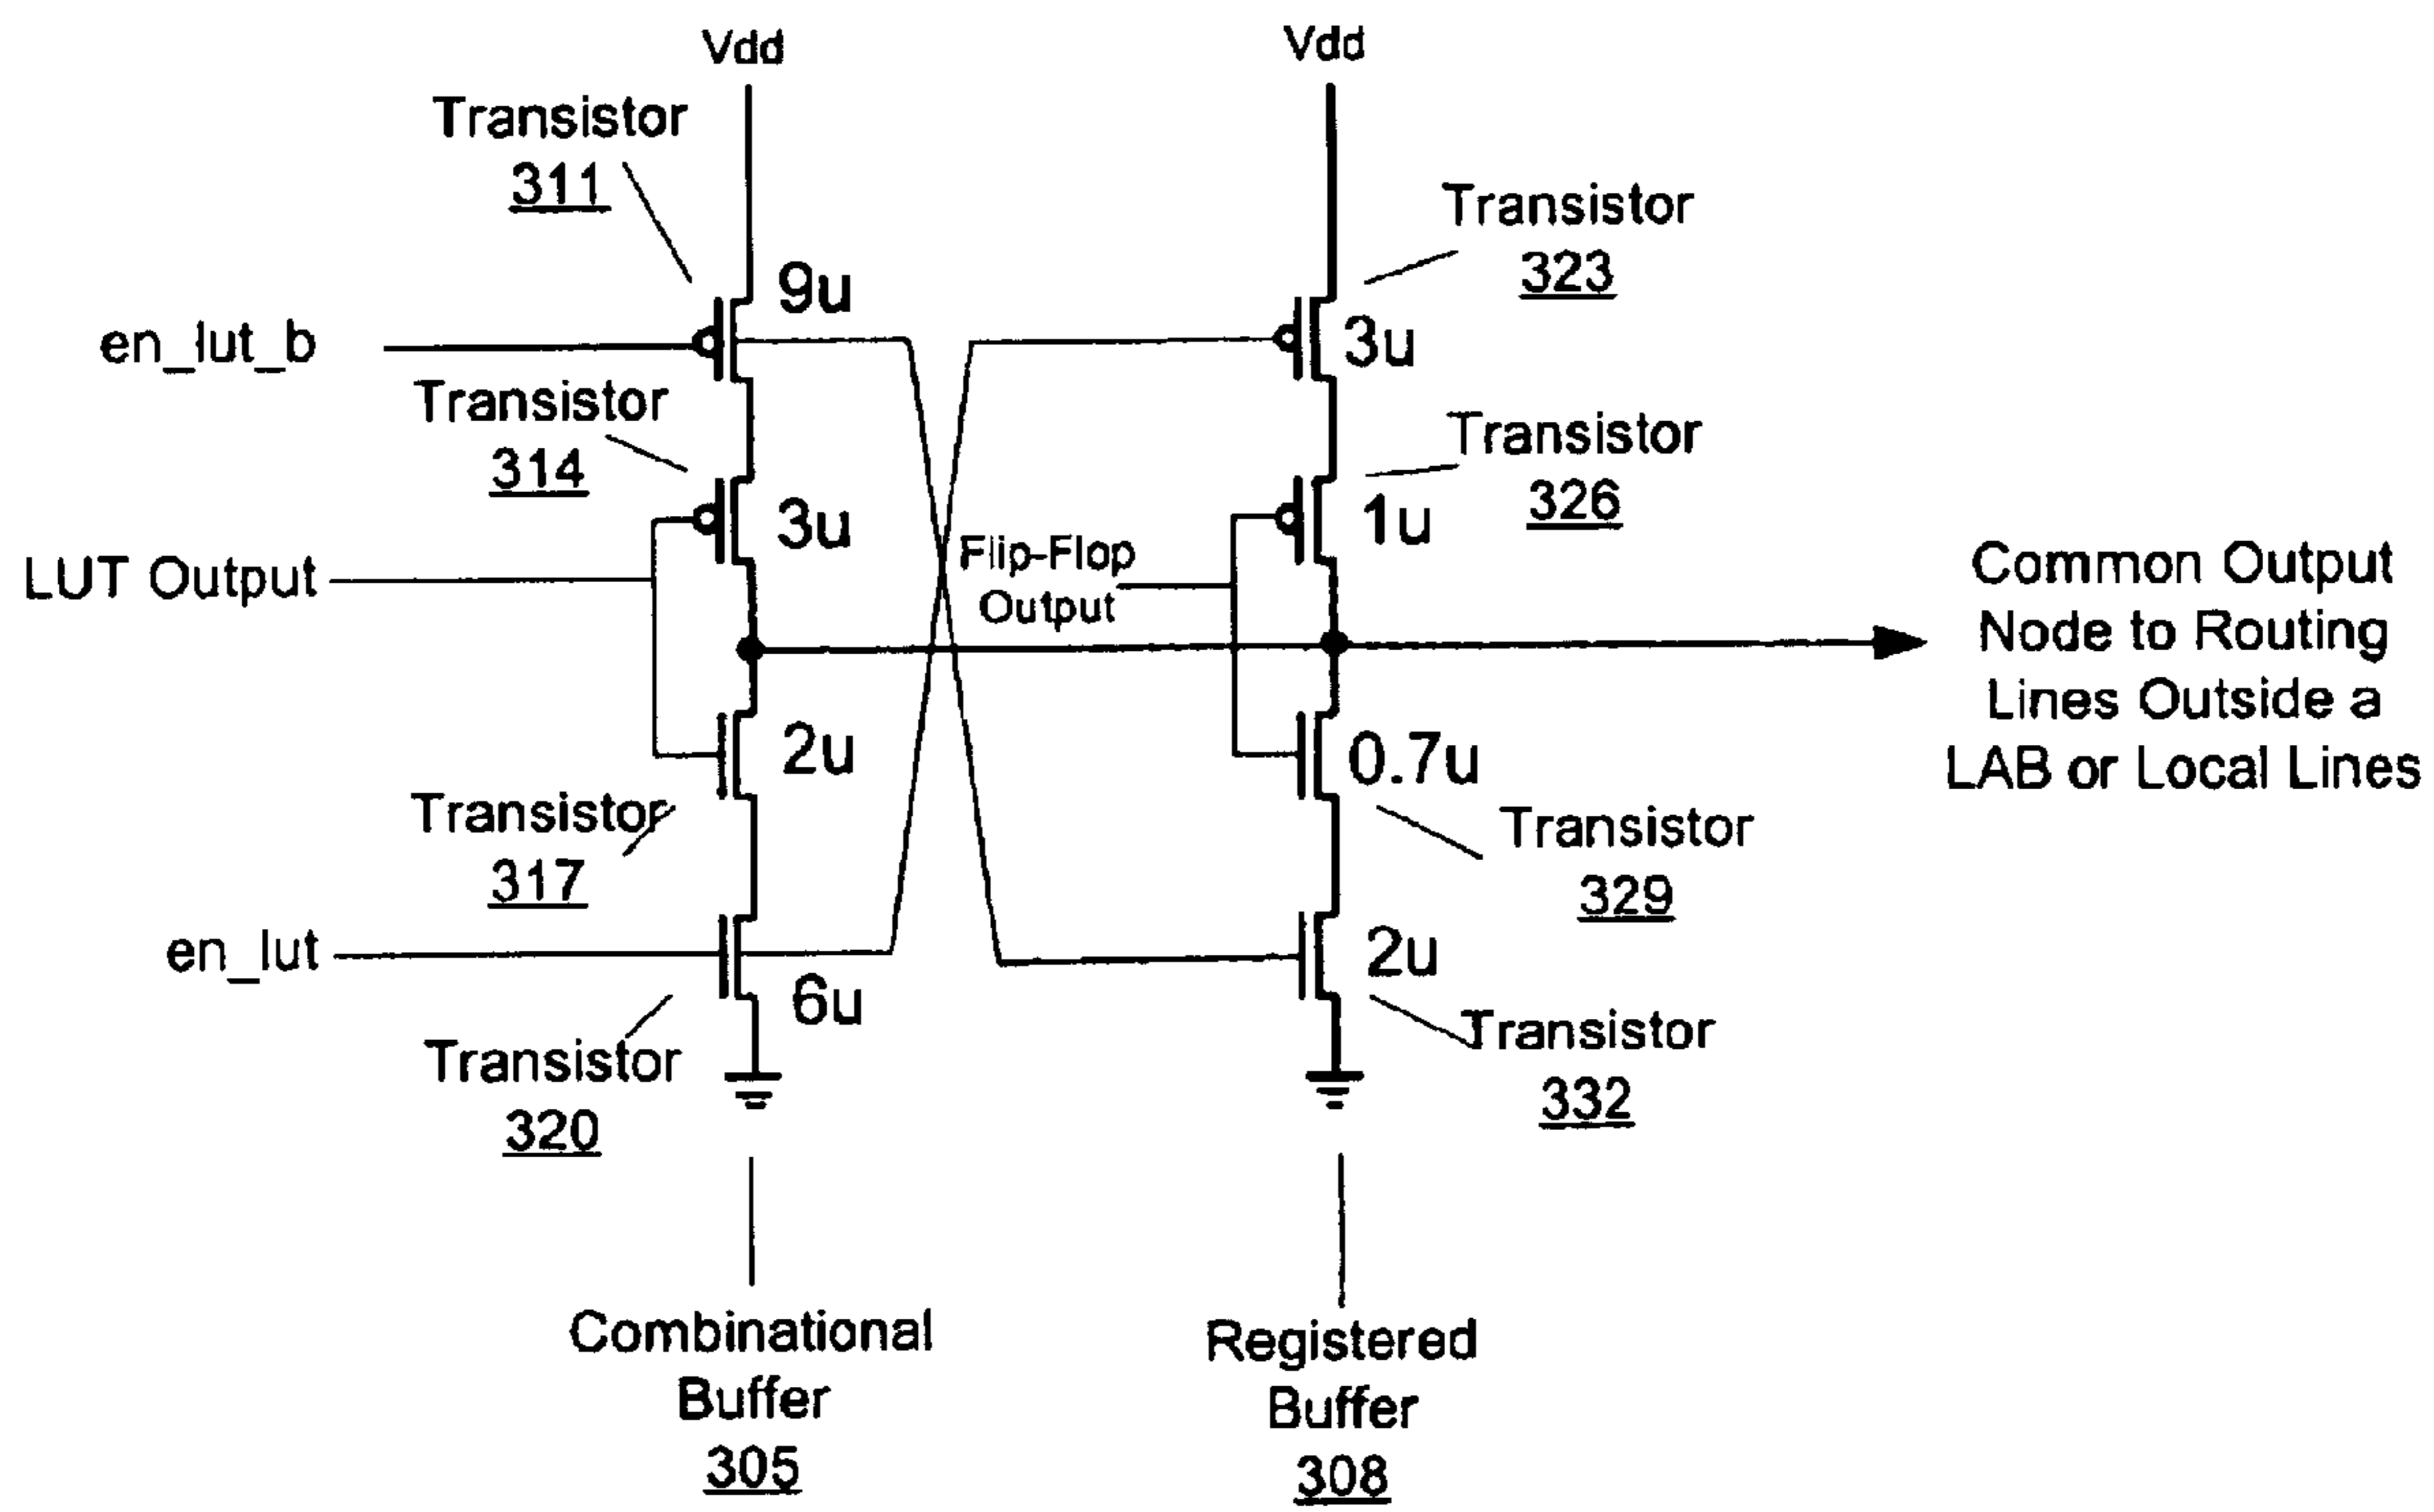 Vdd
Vdd
Transistor
311
9u
Transistor
323
3u
en_lut_b
Transistor
314
3u
Transistor
326
1u
LUT Output
Flip-Flop
Output
Common Output
Node to Routing
Lines Outside a
LAB or Local Lines
2u
Transistor
317
0.7u
Transistor
329
en_lut
6u
Transistor
320
2u
Transistor
332
Combinational
Buffer
305
Registered
Buffer
308